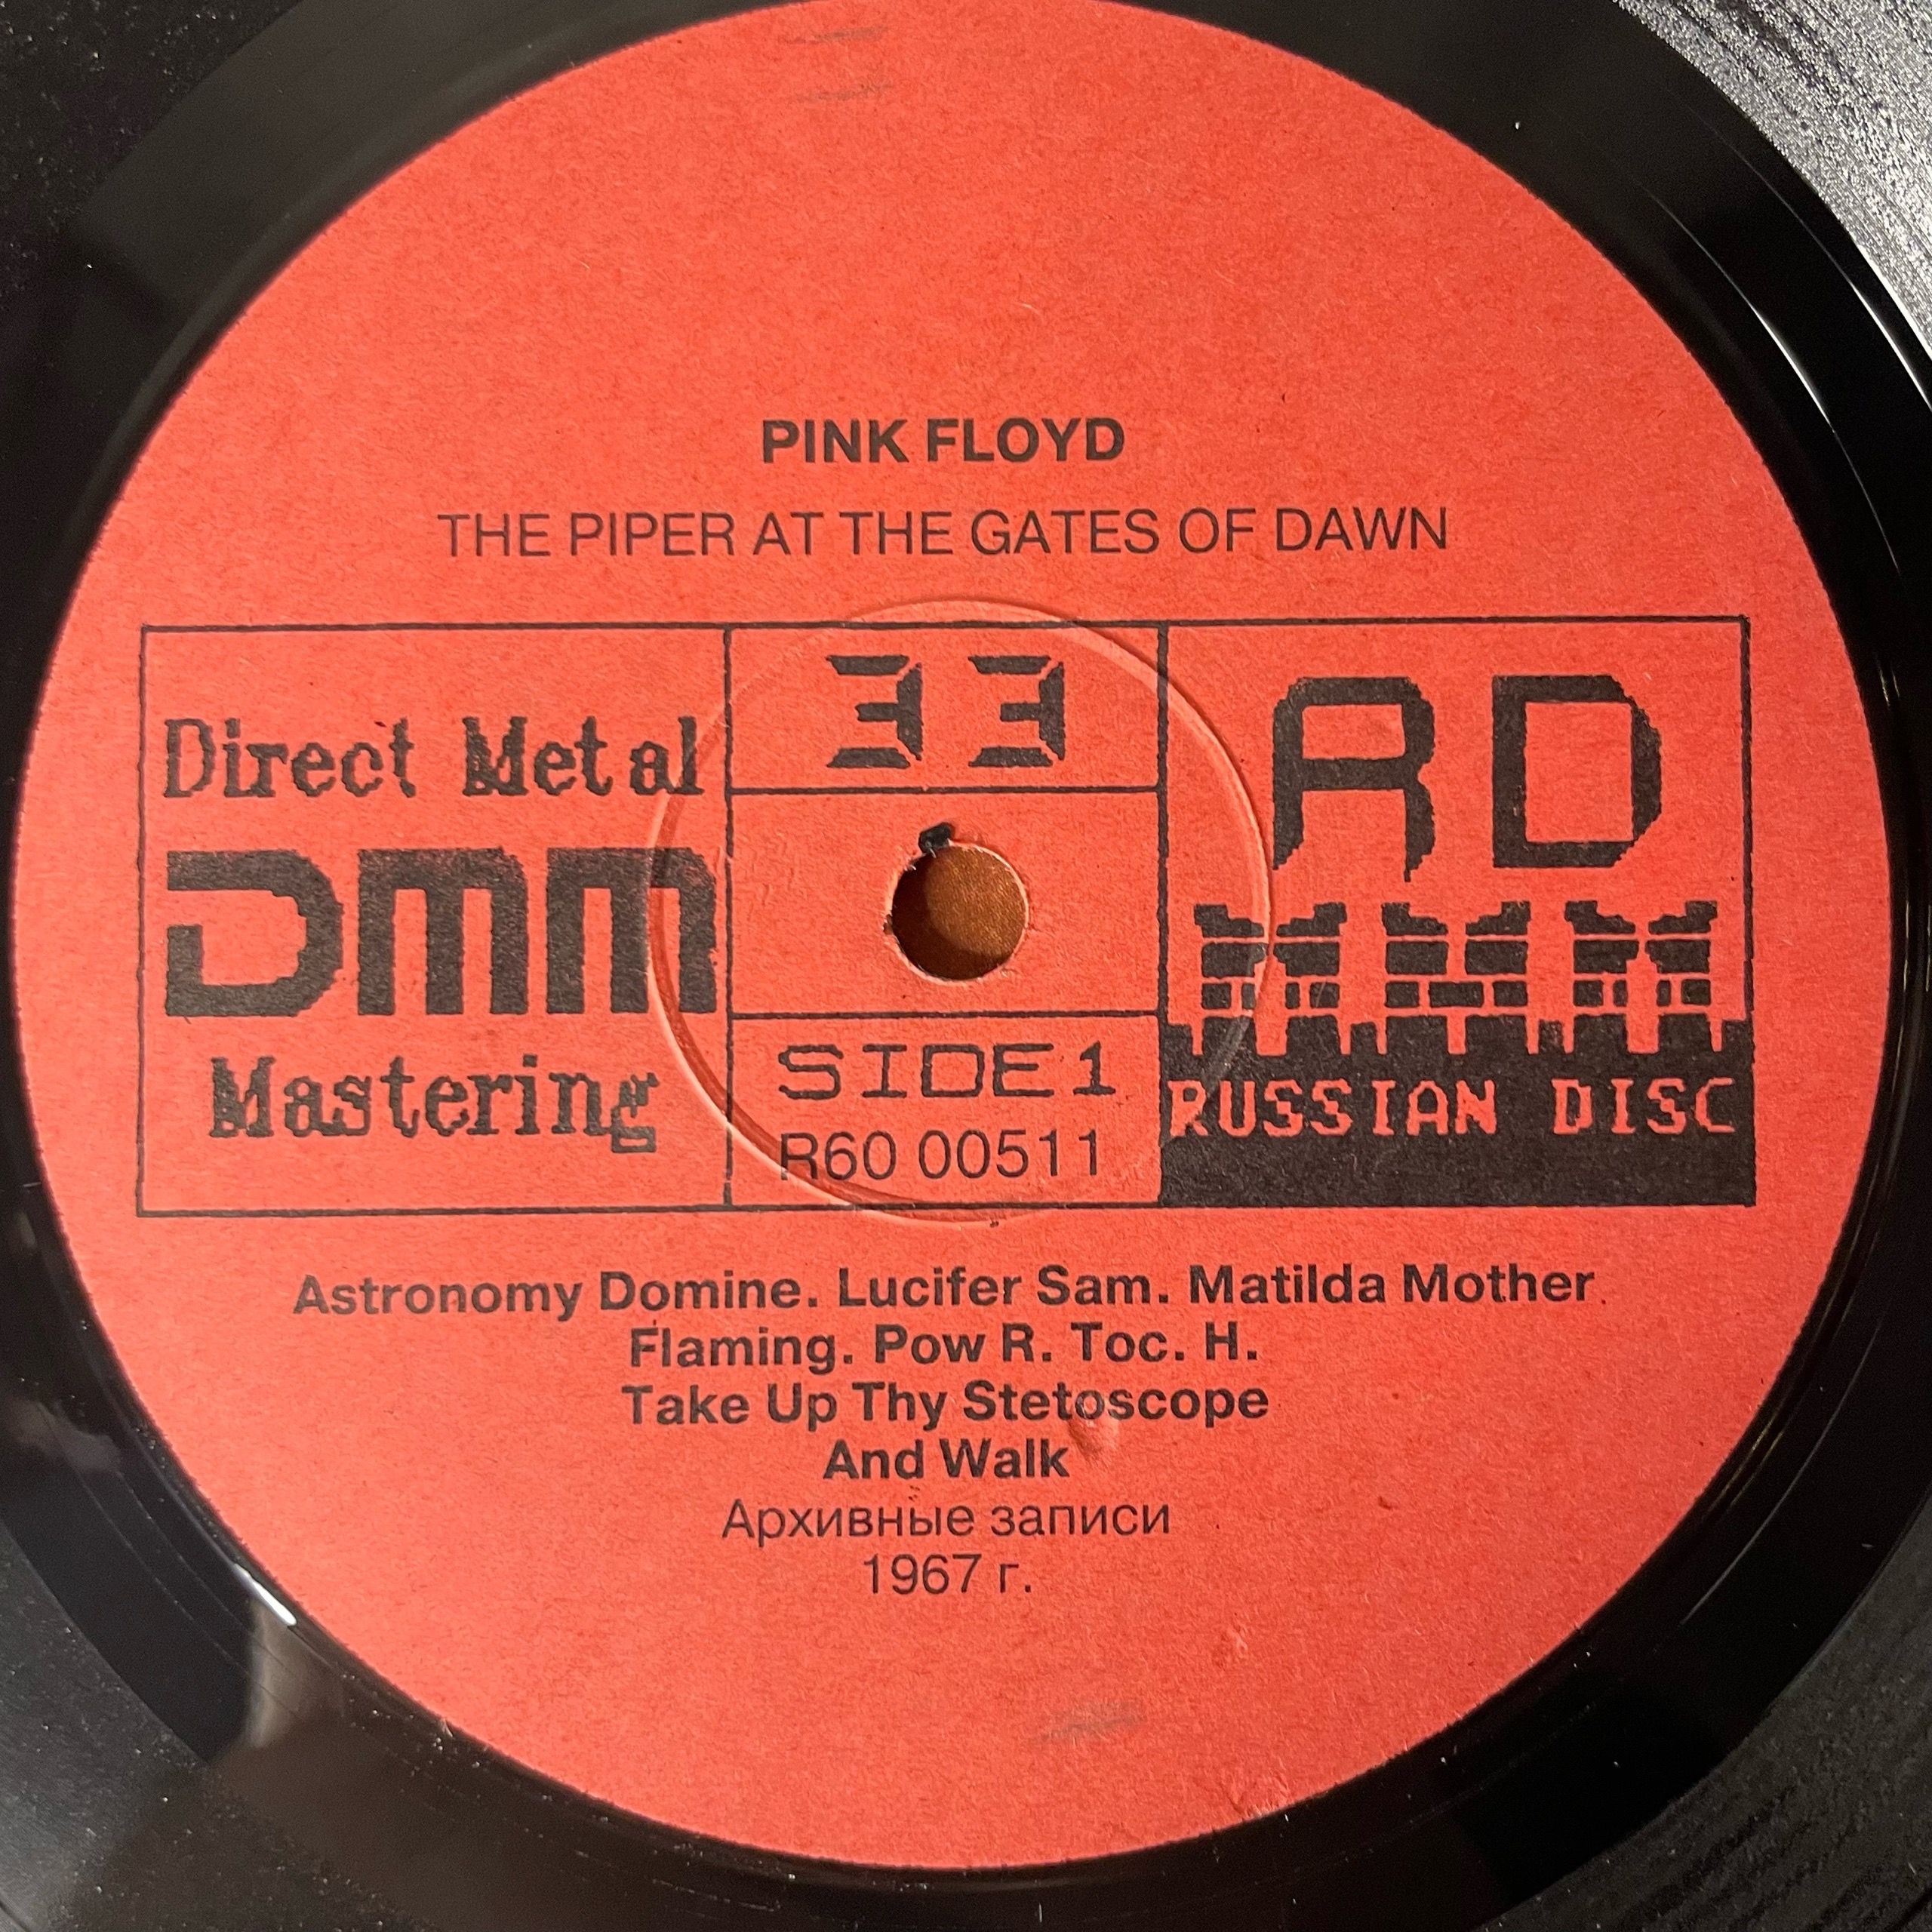 PINK FLOYD
THE PIPER AT THE GATES OF DAWN
Direct Metal
DMM
Mastering
33
SIDE 1
R60 00511
RD
RUSSIAN DISC
Astronomy Domine. Lucifer Sam. Matilda Mother
Flaming. Pow R. Toc. H.
Take Up Thy Stetoscope
And Walk
Архивные записи
1967 г.